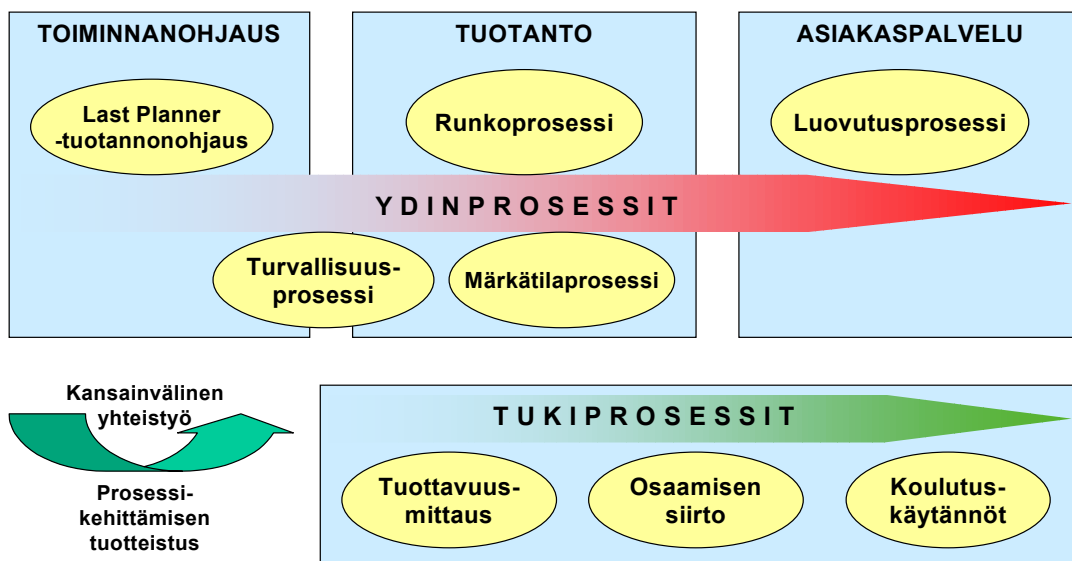 TOIMINNANOHJAUS
TUOTANTO
ASIAKASPALVELU
Last Planner
-tuotannonohjaus
Runkoprosessi
Luovutusprosessi
YDINPROSESSIT
Turvallisuus-
prosessi
Märkätilaprosessi
Kansainvälinen
yhteistyö
Prosessi-
kehittämisen
tuotteistus
TUKIPROSESSIT
Tuottavuus-
mittaus
Osaamisen
siirto
Koulutus-
käytännöt